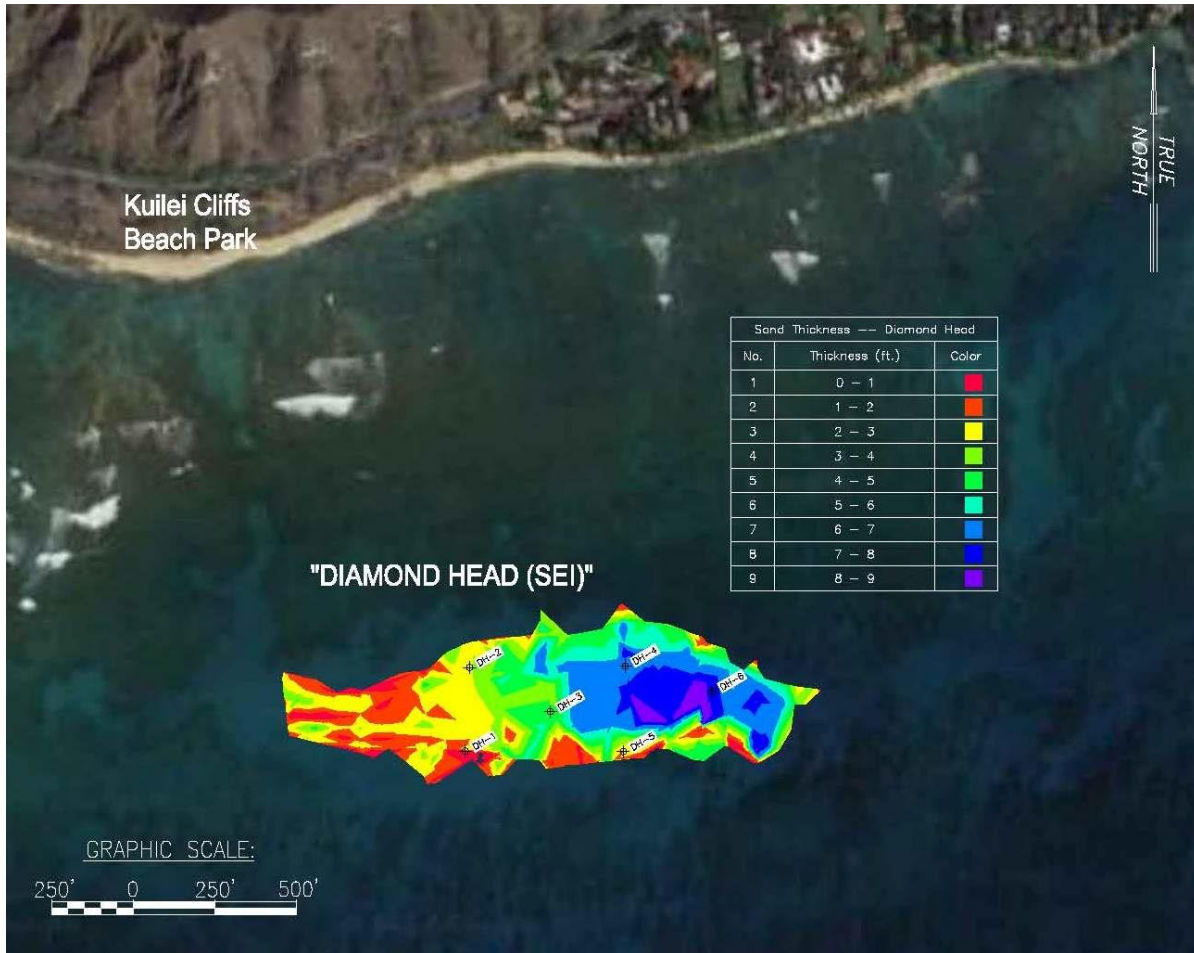 TRUE
NORTH
Kuilei Cliffs
Beach Park
Sand Thickness -- Diamond Head
No. Thickness (ft.) Color
1 0 - 1
2 1 - 2
3 2 - 3
4 3 - 4
5 4 - 5
6 5 - 6
7 6 - 7
8 7 - 8
9 8 - 9
"DIAMOND HEAD (SEI)"
DH-2
DH-4
DH-6
DH-3
DH-1
DH-5
GRAPHIC SCALE:
250' 0 250' 500'